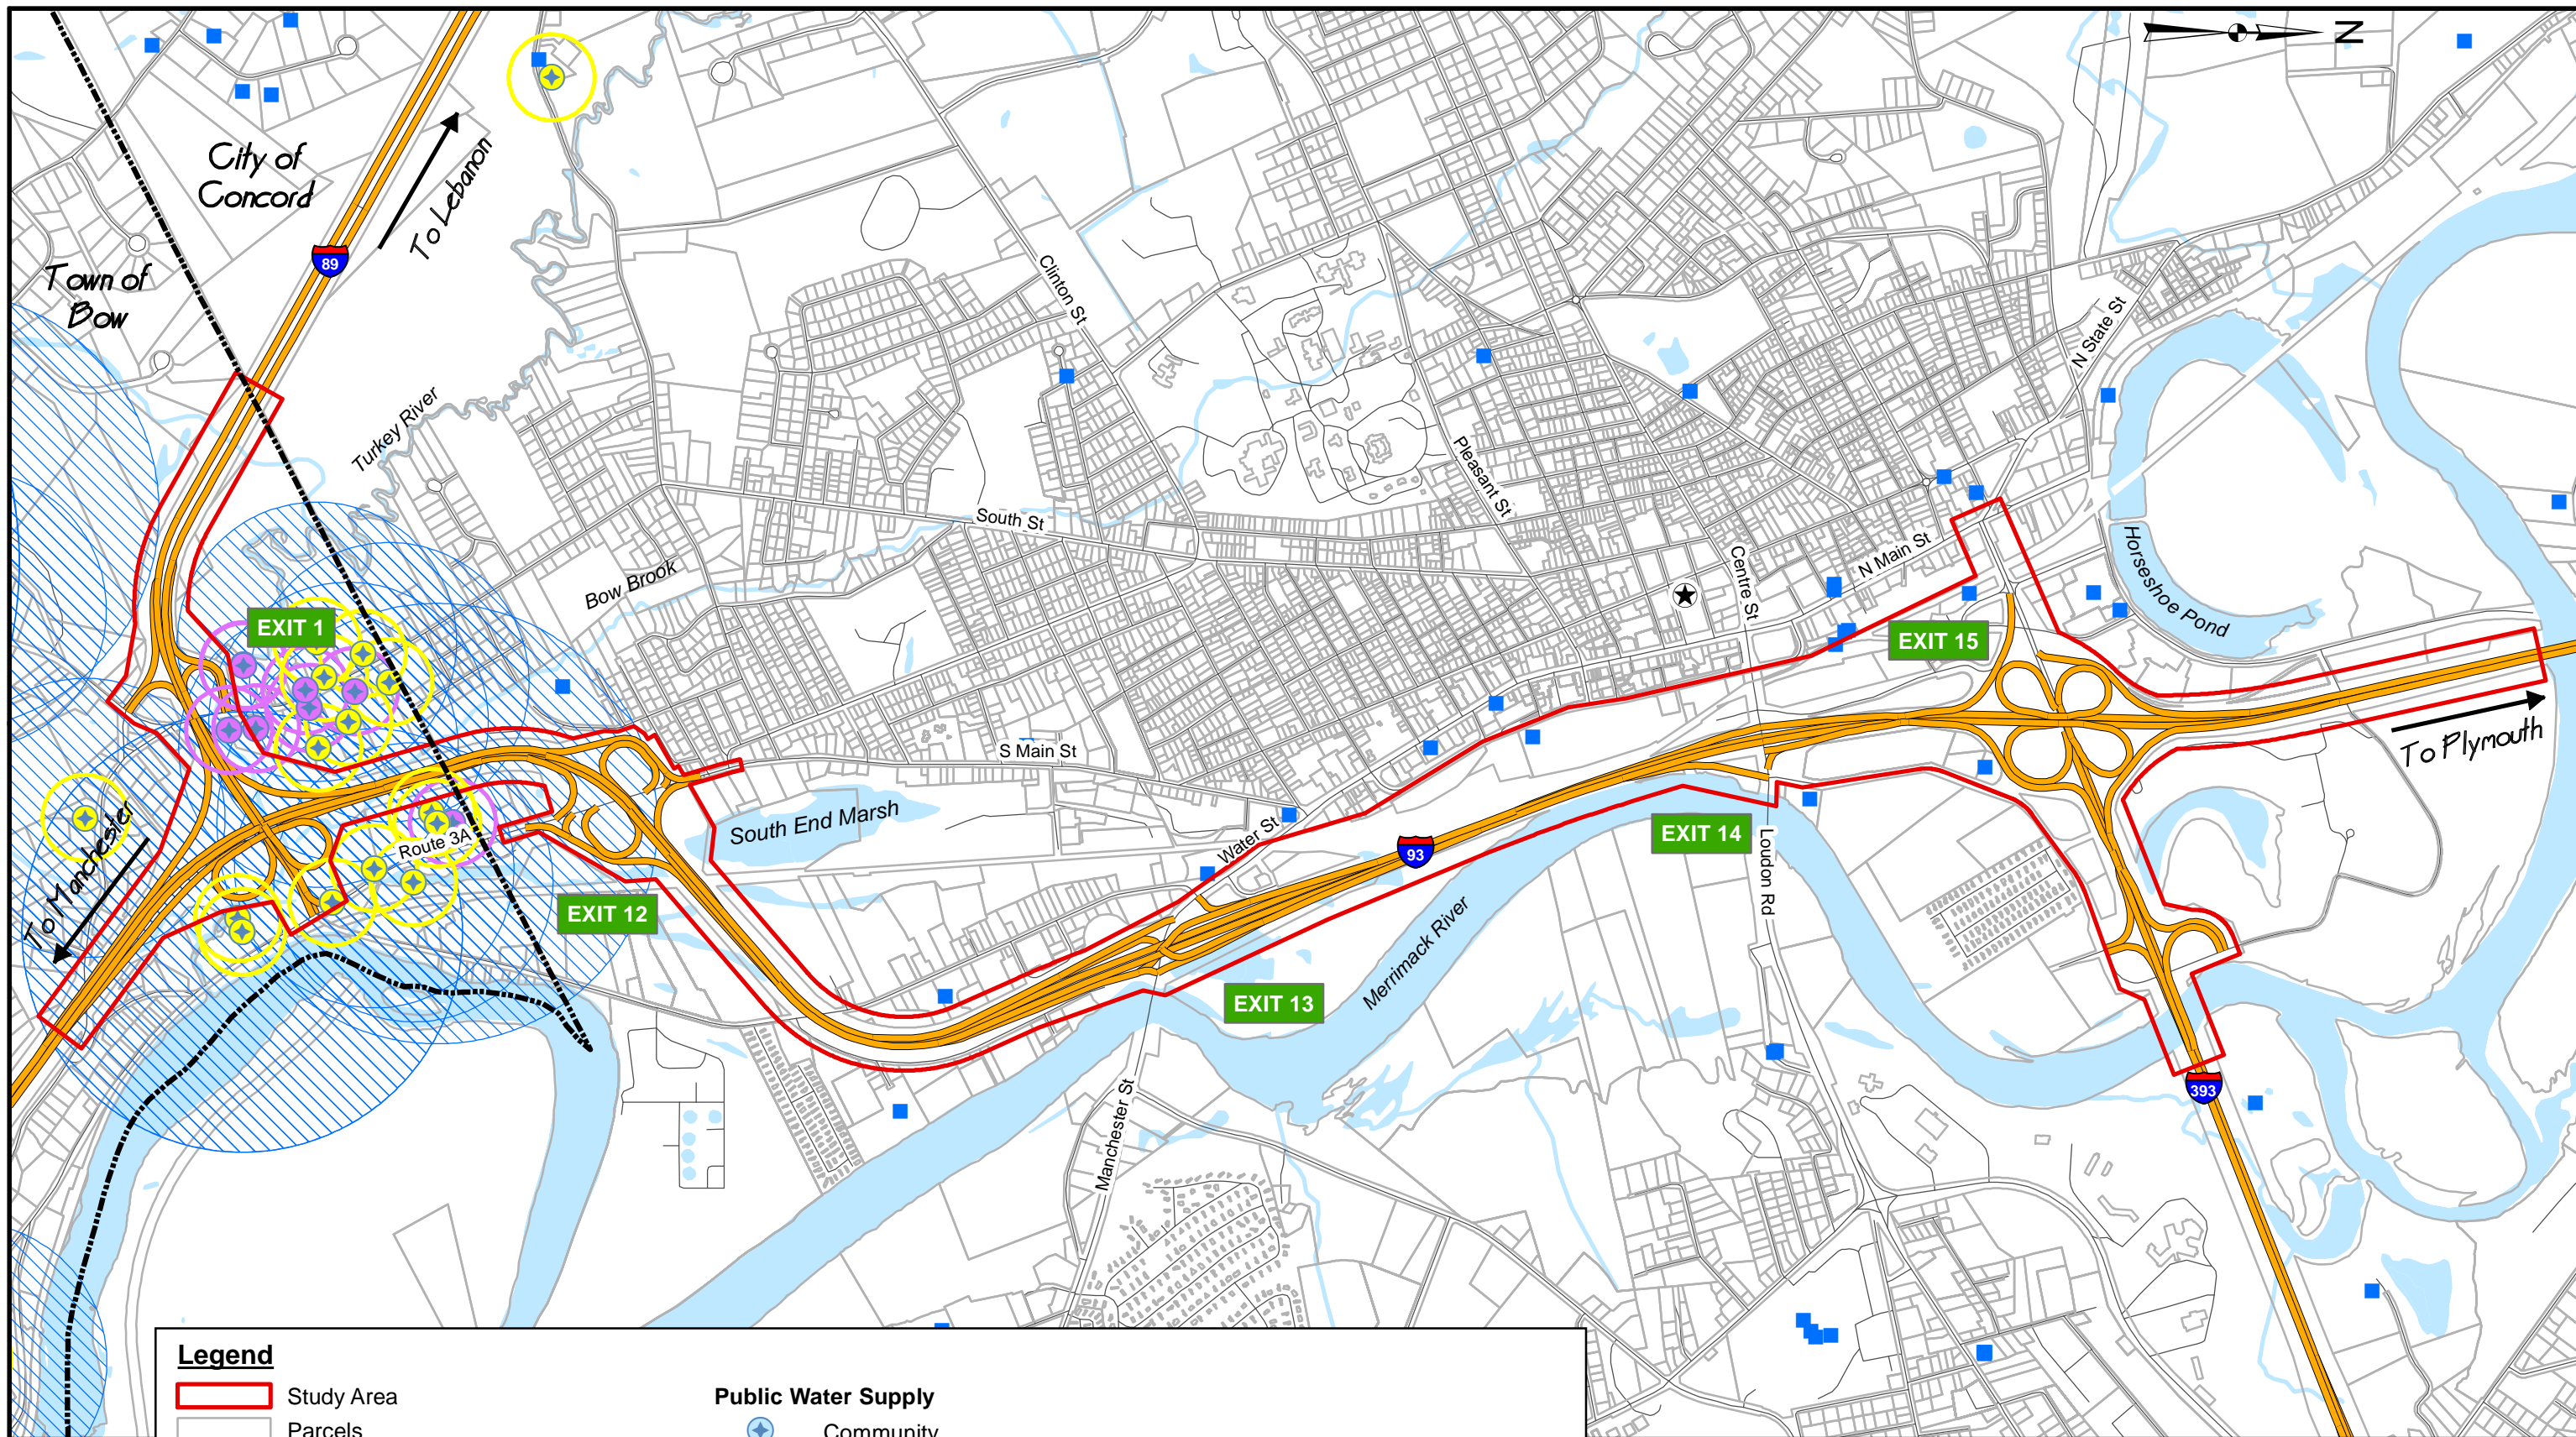 N
City of
Concord
To Lebanon
89
Town of
Bow
Turkey River
Clinton St
N State St
Pleasant St
South St
Bow Brook
Centre St
N Main St
Horseshoe Pond
EXIT 1
EXIT 15
To Plymouth
S Main St
South End Marsh
Water St
93
EXIT 14
Loudon Rd
Route 3A
To Manchester
EXIT 12
Merrimack River
EXIT 13
Manchester St
393
Legend
Study Area
Parcels
Public Water Supply
Community